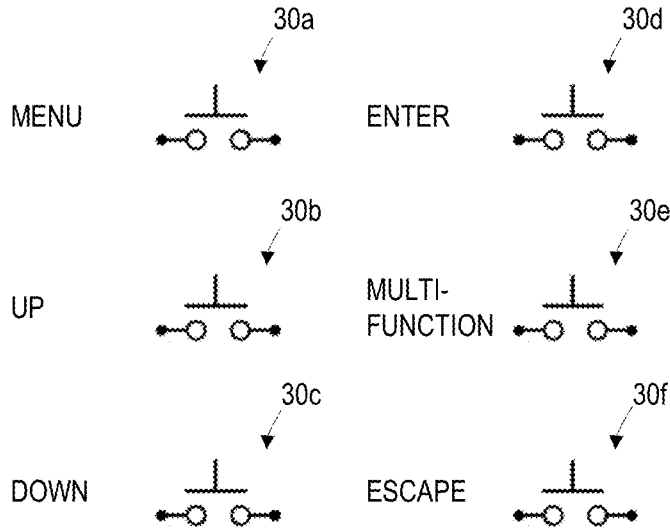 30a
30d
MENU
ENTER
30b
30e
UP
MULTI-
FUNCTION
30c
30f
DOWN
ESCAPE